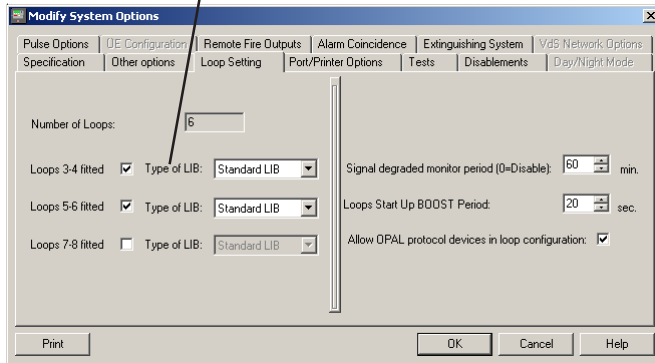 Modify System Options
Pulse Options OE Configuration Remote Fire Outputs Alarm Coincidence Extinguishing System VdS Network Options
Specification Other options Loop Setting Port/Printer Options Tests Disablements Day/Night Mode
Number of Loops: 6
Loops 3-4 fitted Type of LIB: Standard LIB
Loops 5-6 fitted Type of LIB: Standard LIB
Loops 7-8 fitted Type of LIB: Standard LIB
Signal degraded monitor period (0=Disable): 60 min.
Loops Start Up BOOST Period: 20 sec.
Allow OPAL protocol devices in loop configuration:
Print OK Cancel Help